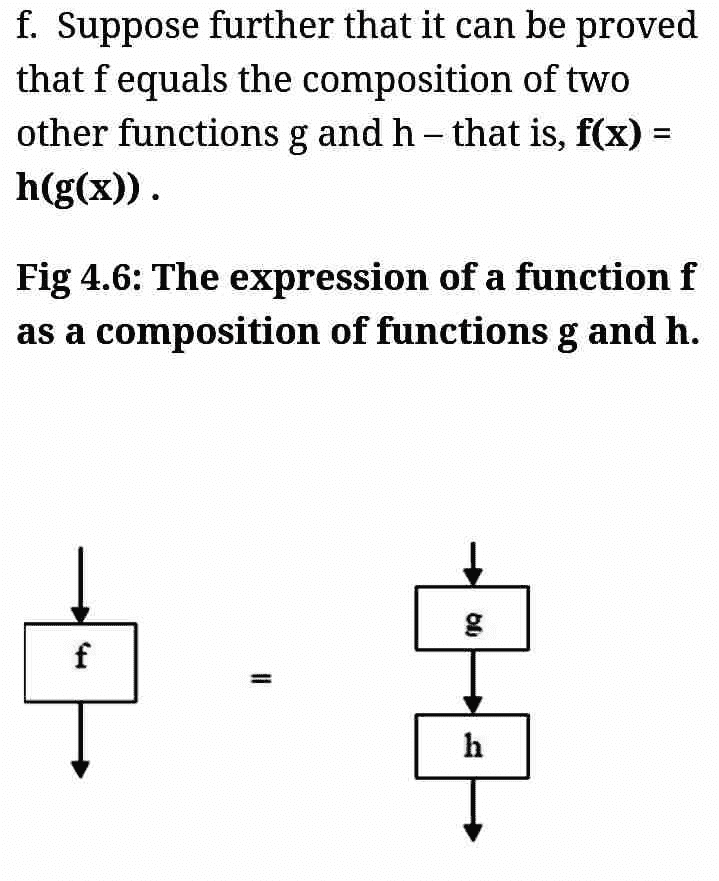 f. Suppose further that it can be proved
that f equals the composition of two
other functions g and h – that is, f(x) =
h(g(x)) .
Fig 4.6: The expression of a function f
as a composition of functions g and h.
f
=
g
h